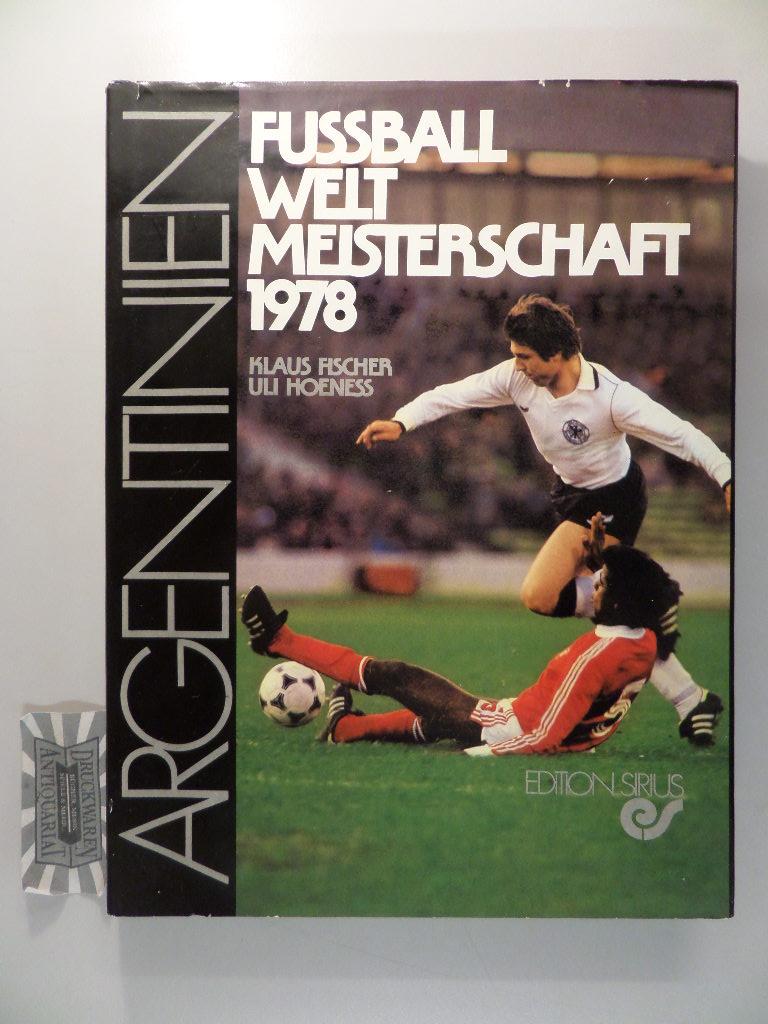 ARGENTINIEN
FUSSBALL
WELT
MEISTERSCHAFT
1978
KLAUS FISCHER
ULI HOENESS
EDITION SIRIUS
DRUCKWAREN
ANTIQUARIAT